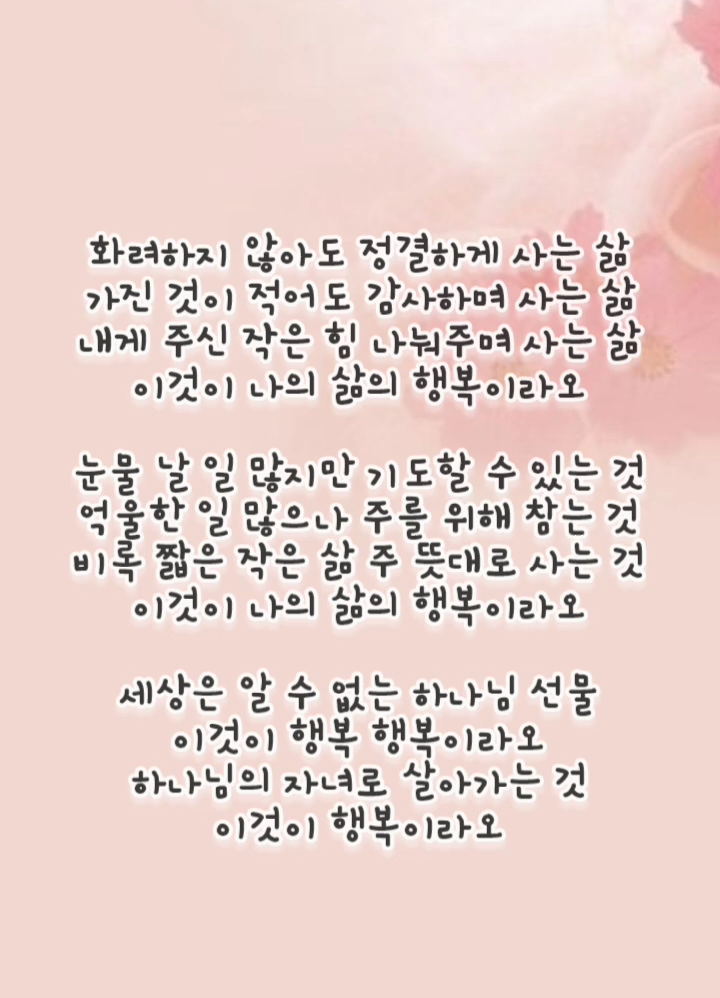 화려하지 않아도 정결하게 사는 삶
가진 것이 적어도 감사하며 사는 삶
내게 주신 작은 힘 나눠주며 사는 삶
이것이 나의 삶의 행복이라오
눈물 날 일 많지만 기도할 수 있는 것
억울한 일 많으나 주를 위해 참는 것
비록 짧은 작은 삶 주 뜻대로 사는 것
이것이 나의 삶의 행복이라오
세상은 알 수 없는 하나님 선물
이것이 행복 행복이라오
하나님의 자녀로 살아가는 것
이것이 행복이라오